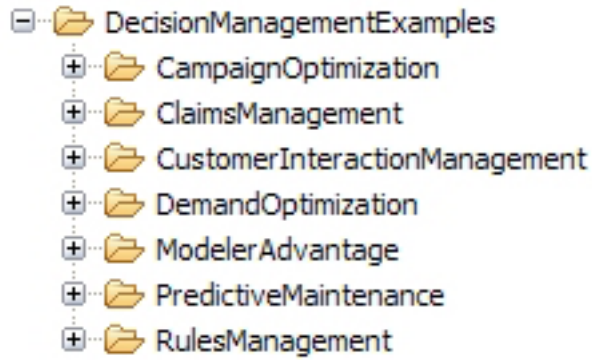 DecisionManagementExamples
CampaignOptimization
ClaimsManagement
CustomerInteractionManagement
DemandOptimization
ModelerAdvantage
PredictiveMaintenance
RulesManagement